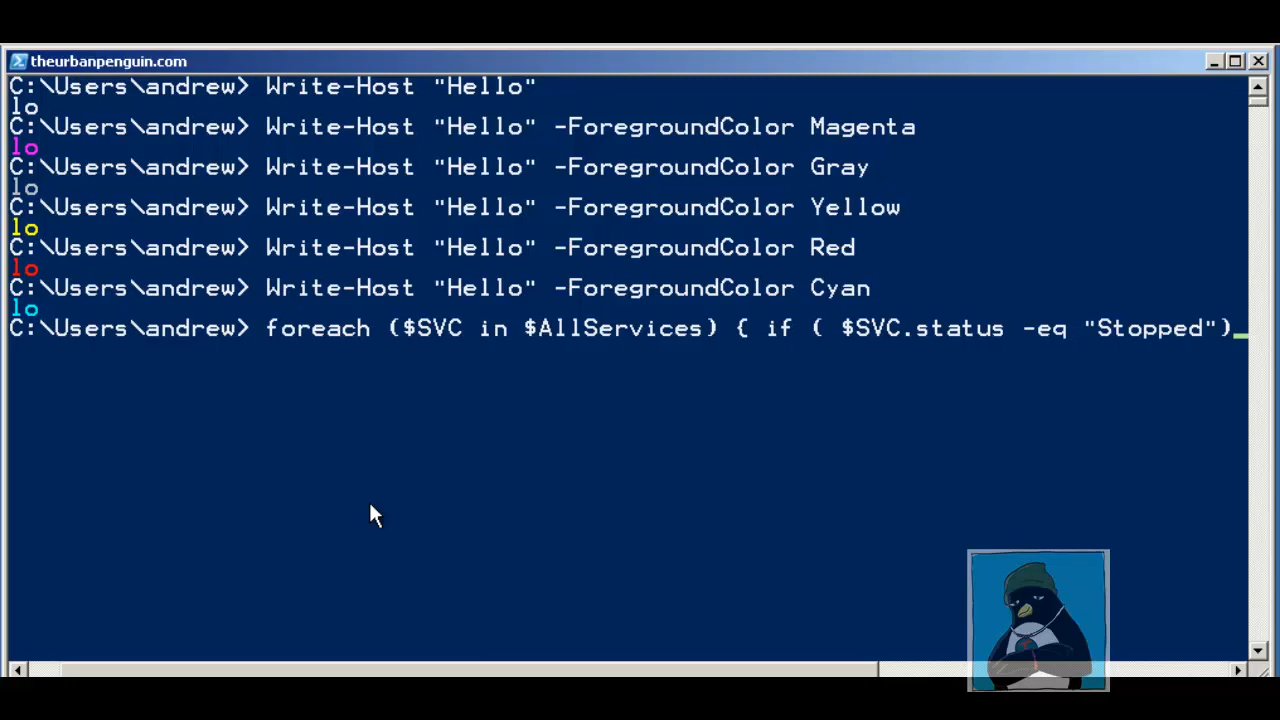 theurbanpenguin.com
C:\Users\andrew> Write-Host "Hello"
lo
C:\Users\andrew> Write-Host "Hello" -ForegroundColor Magenta
lo
C:\Users\andrew> Write-Host "Hello" -ForegroundColor Gray
lo
C:\Users\andrew> Write-Host "Hello" -ForegroundColor Yellow
lo
C:\Users\andrew> Write-Host "Hello" -ForegroundColor Red
lo
C:\Users\andrew> Write-Host "Hello" -ForegroundColor Cyan
lo
C:\Users\andrew> foreach ($SVC in $AllServices) { if ( $SVC.status -eq "Stopped")